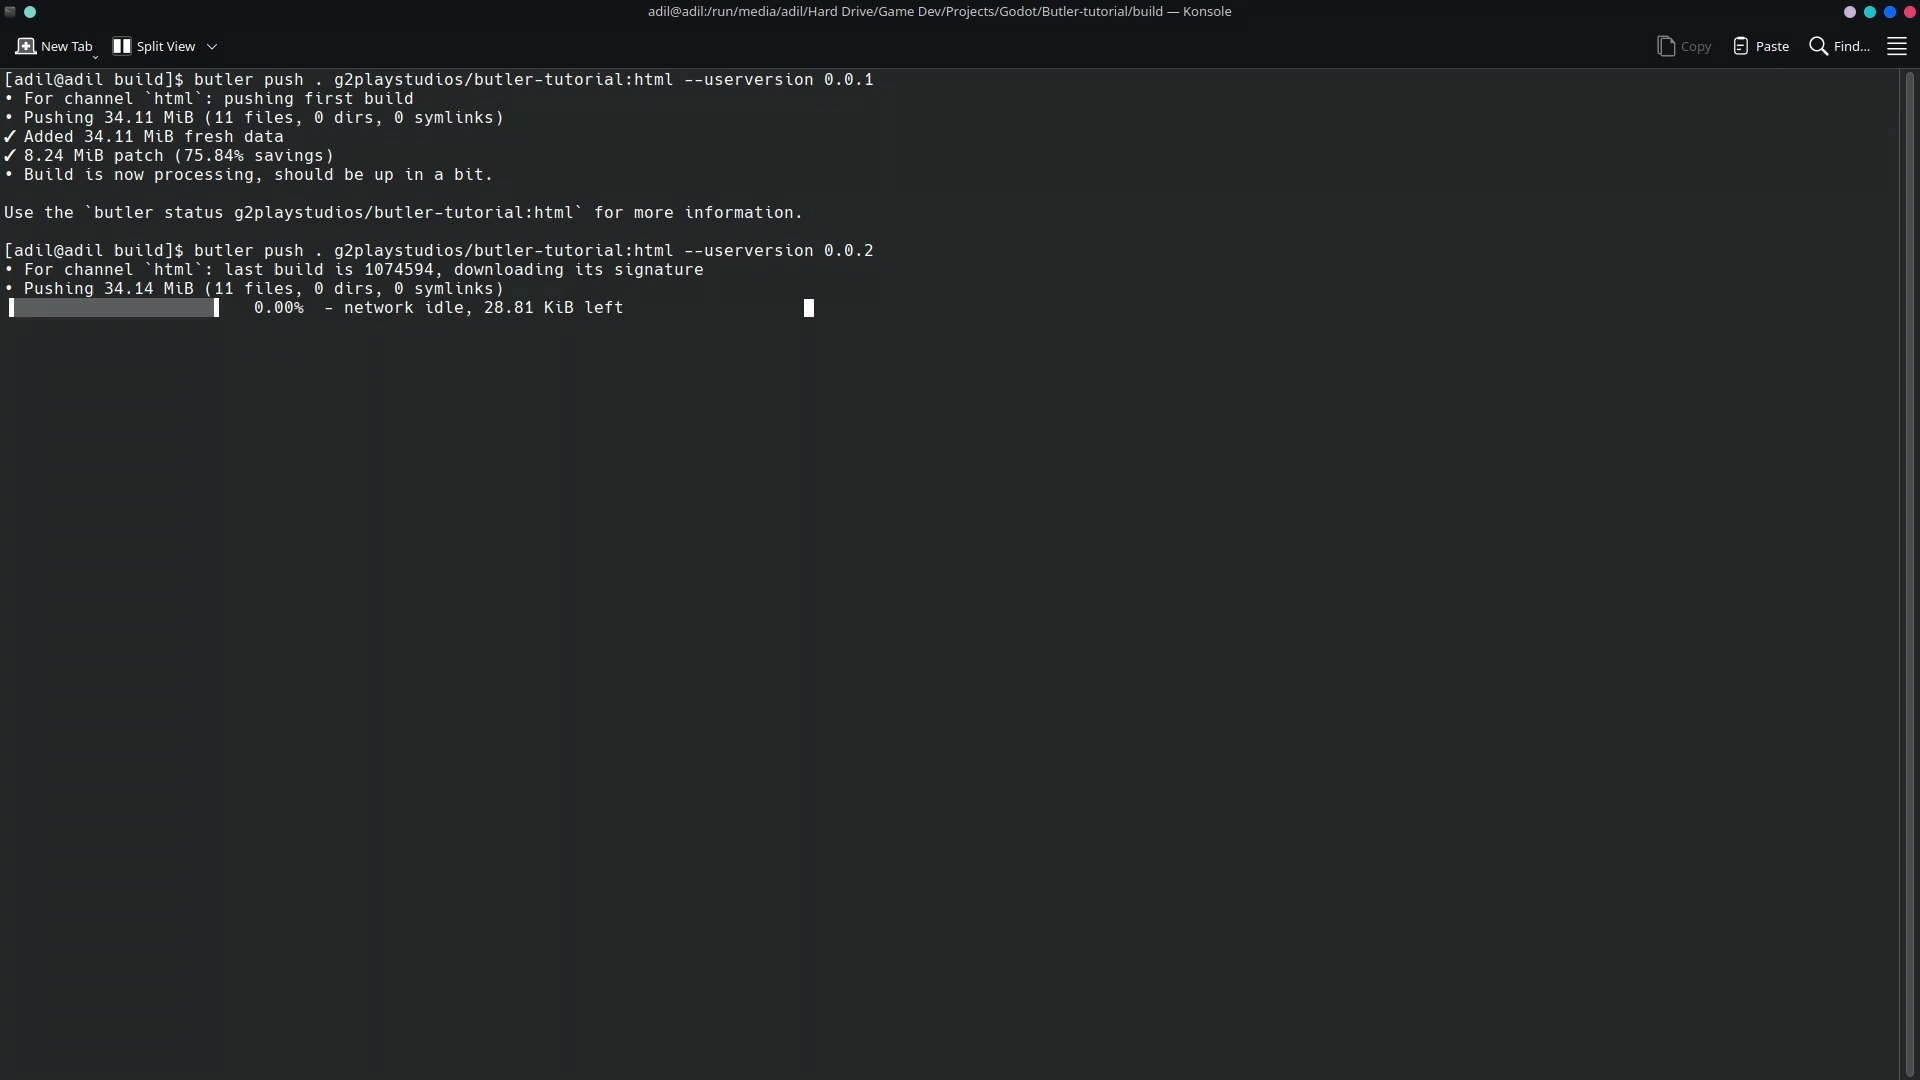 adil@adil:/run/media/adil/Hard Drive/Game Dev/Projects/Godot/Butler-tutorial/build — Konsole
New Tab Split View Copy Paste Find...
[adil@adil build]$ butler push . g2playstudios/butler-tutorial:html --userversion 0.0.1
• For channel `html`: pushing first build
• Pushing 34.11 MiB (11 files, 0 dirs, 0 symlinks)
✓ Added 34.11 MiB fresh data
✓ 8.24 MiB patch (75.84% savings)
• Build is now processing, should be up in a bit.
Use the `butler status g2playstudios/butler-tutorial:html` for more information.
[adil@adil build]$ butler push . g2playstudios/butler-tutorial:html --userversion 0.0.2
• For channel `html`: last build is 1074594, downloading its signature
• Pushing 34.14 MiB (11 files, 0 dirs, 0 symlinks)
0.00% - network idle, 28.81 KiB left